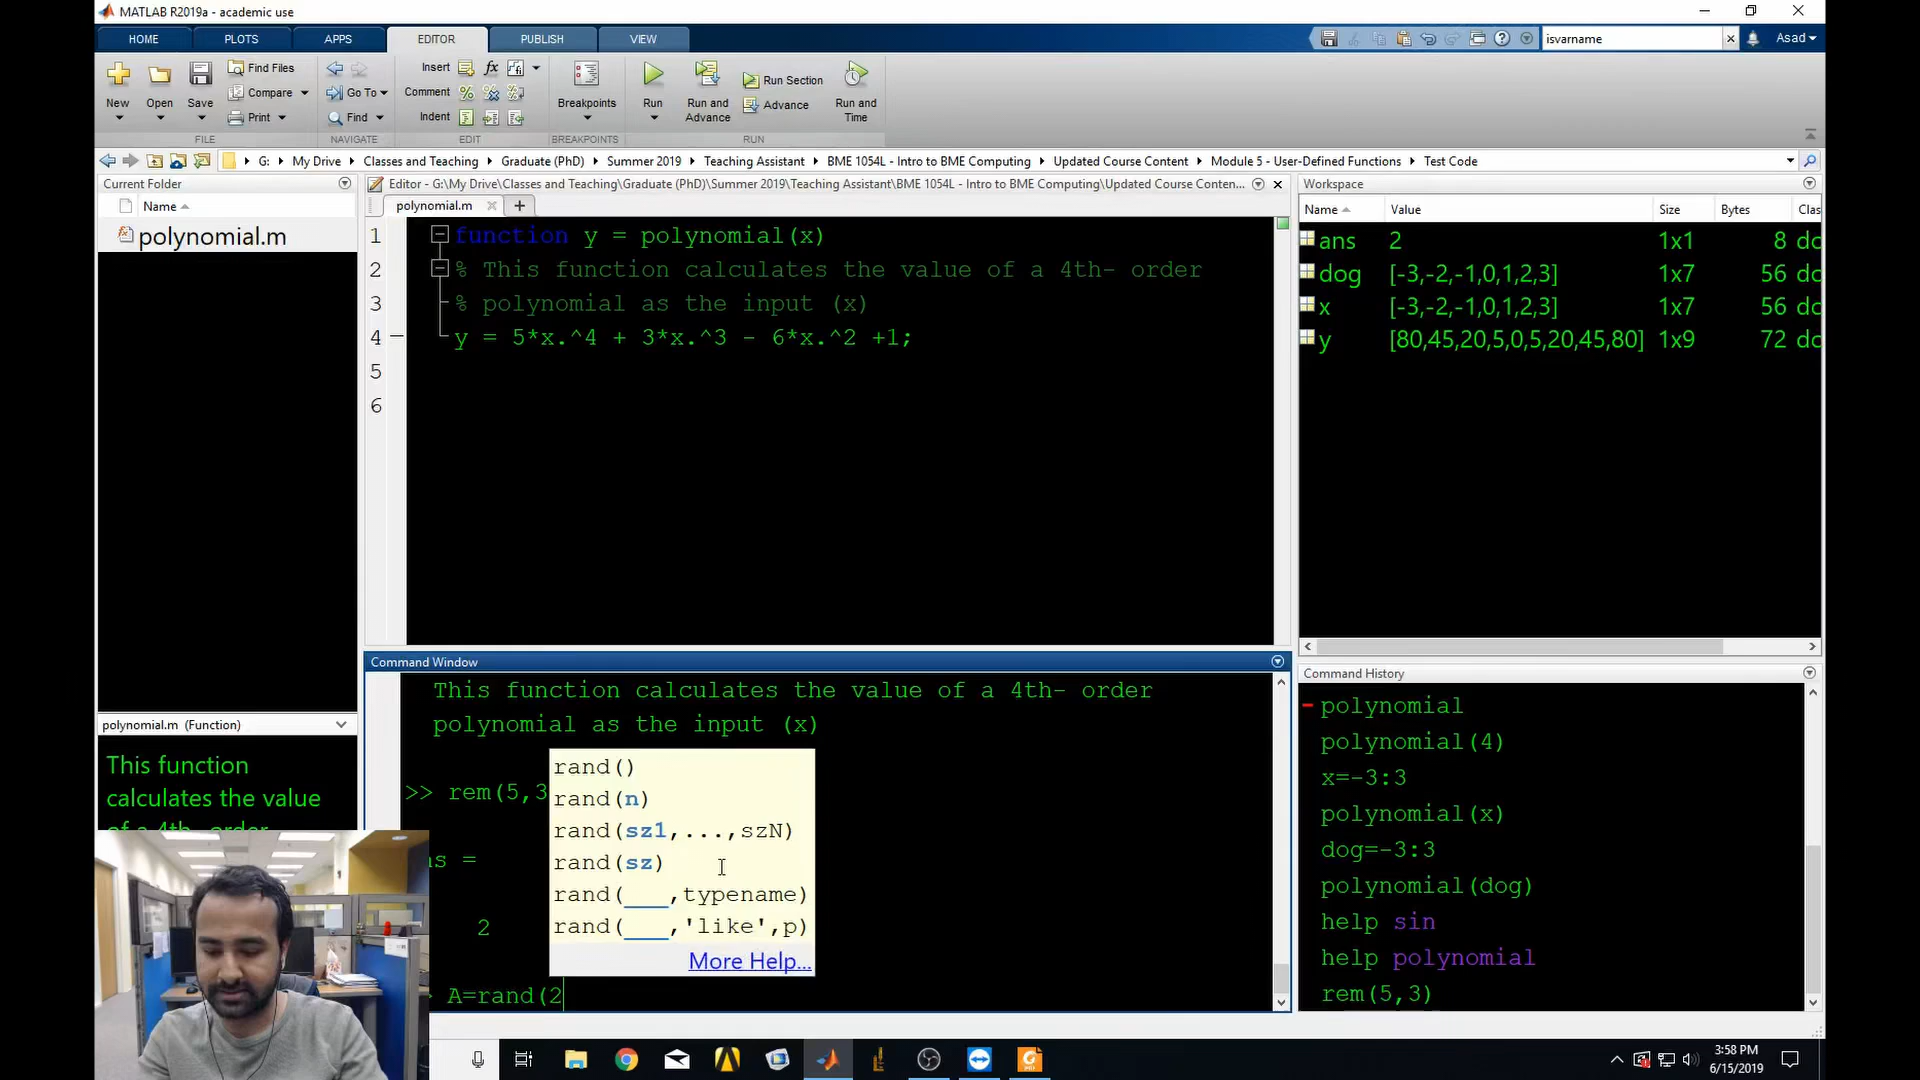 MATLAB R2019a - academic use
HOME PLOTS APPS EDITOR PUBLISH VIEW
isvarname
Asad
New Open Save Find Files Compare Print
FILE
Go To Find
NAVIGATE
Insert fx
Comment
Indent
EDIT
Breakpoints
BREAKPOINTS
Run Run and Advance Run Section Advance Run and Time
RUN
G: My Drive Classes and Teaching Graduate (PhD) Summer 2019 Teaching Assistant BME 1054L - Intro to BME Computing Updated Course Content Module 5 - User-Defined Functions Test Code
Current Folder
Name
polynomial.m
polynomial.m (Function)
This function
calculates the value
of a 4th- order
Editor - G:\My Drive\Classes and Teaching\Graduate (PhD)\Summer 2019\Teaching Assistant\BME 1054L - Intro to BME Computing\Updated Course Conten...
polynomial.m
1 function y = polynomial(x)
2 % This function calculates the value of a 4th- order
3 % polynomial as the input (x)
4 y = 5*x.^4 + 3*x.^3 - 6*x.^2 +1;
5
6
Command Window
This function calculates the value of a 4th- order
polynomial as the input (x)
>> rem(5,3
ns =
2
A=rand(2
rand()
rand(n)
rand(sz1,...,szN)
rand(sz)
rand(___,typename)
rand(___,'like',p)
More Help...
Workspace
Name Value Size Bytes Clas
ans 2 1x1 8 dc
dog [-3,-2,-1,0,1,2,3] 1x7 56 dc
x [-3,-2,-1,0,1,2,3] 1x7 56 dc
y [80,45,20,5,0,5,20,45,80] 1x9 72 dc
Command History
polynomial
polynomial(4)
x=-3:3
polynomial(x)
dog=-3:3
polynomial(dog)
help sin
help polynomial
rem(5,3)
3:58 PM
6/15/2019